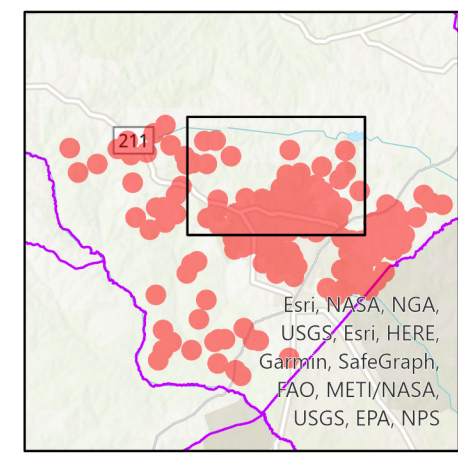 211
Esri, NASA, NGA,
USGS, Esri, HERE,
Garmin, SafeGraph,
FAO, METI/NASA,
USGS, EPA, NPS